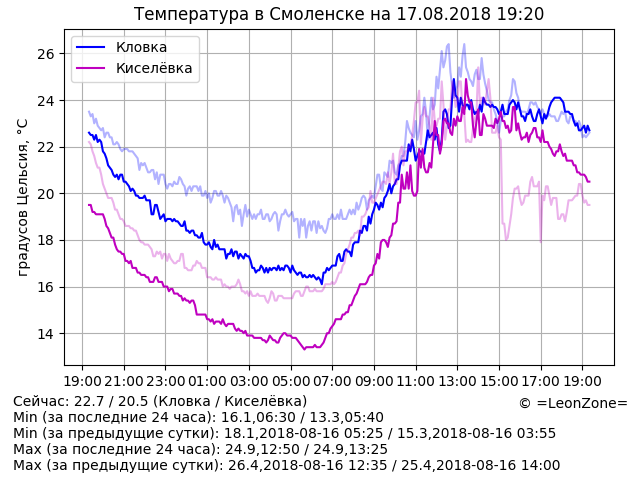 Температура в Смоленске на 17.08.2018 19:20
Кловка
Киселёвка
градусов Цельсия, °C
26
24
22
20
18
16
14
19:00 21:00 23:00 01:00 03:00 05:00 07:00 09:00 11:00 13:00 15:00 17:00 19:00
Сейчас: 22.7 / 20.5 (Кловка / Киселёвка)
© =LeonZone=
Min (за последние 24 часа): 16.1,06:30 / 13.3,05:40
Min (за предыдущие сутки): 18.1,2018-08-16 05:25 / 15.3,2018-08-16 03:55
Max (за последние 24 часа): 24.9,12:50 / 24.9,13:25
Max (за предыдущие сутки): 26.4,2018-08-16 12:35 / 25.4,2018-08-16 14:00